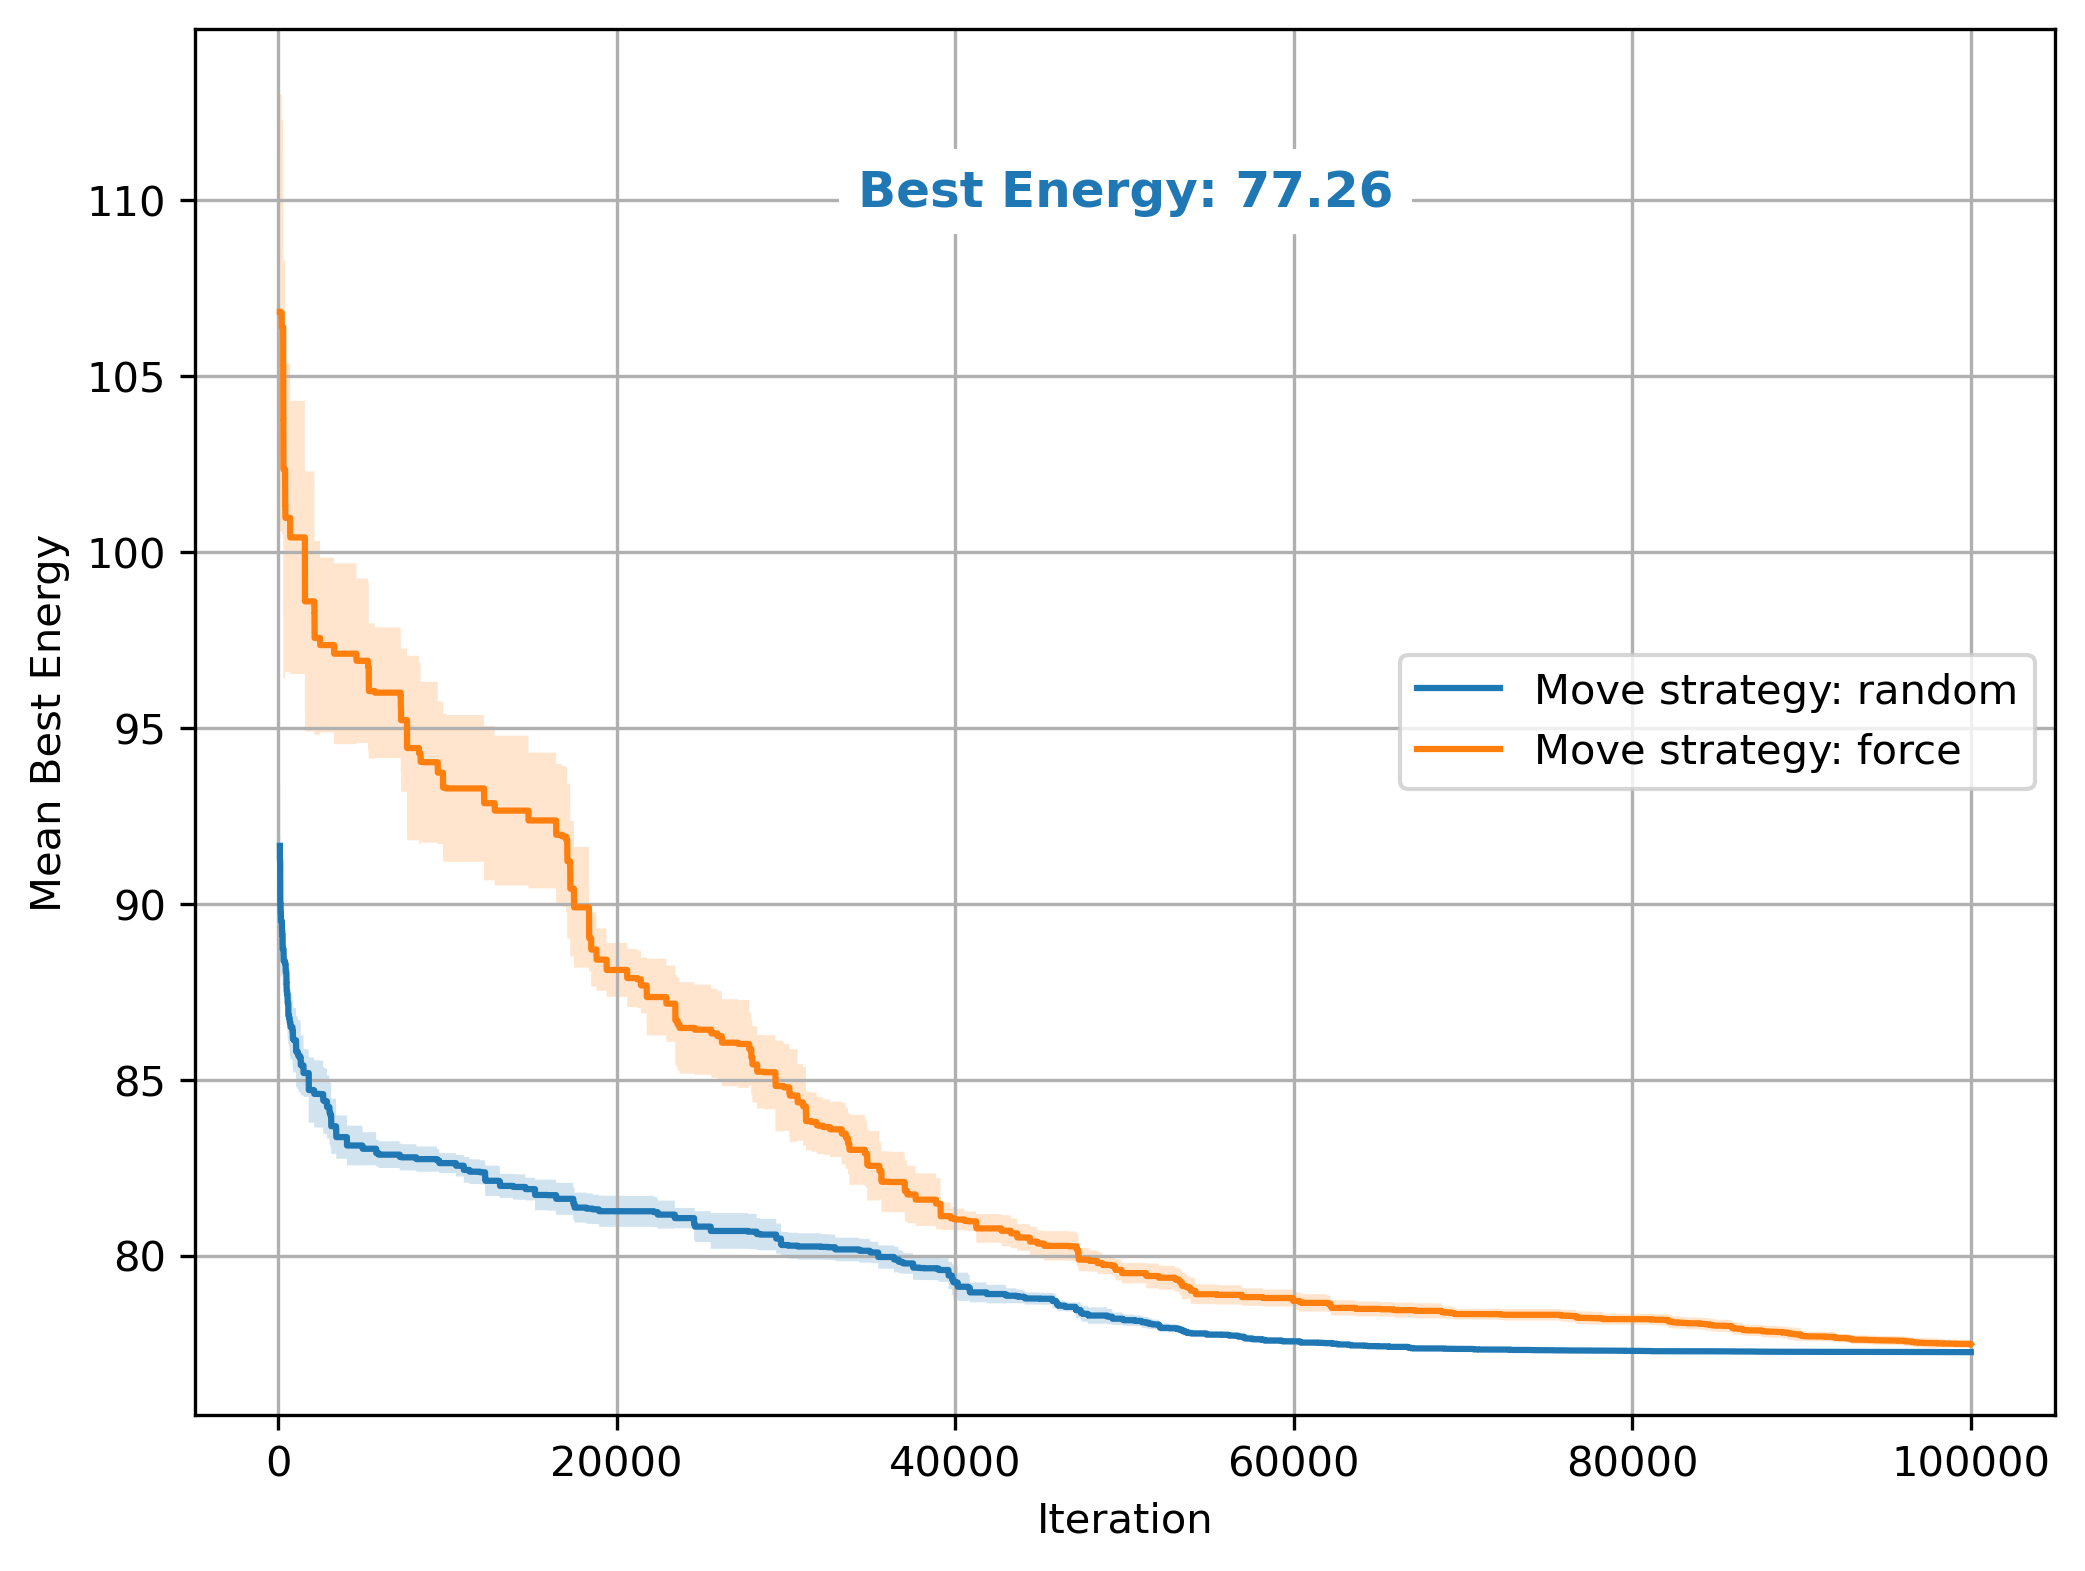 Best Energy: 77.26
110
105
100
95
90
85
80
Mean Best Energy
Move strategy: random
Move strategy: force
0
20000
40000
60000
80000
100000
Iteration